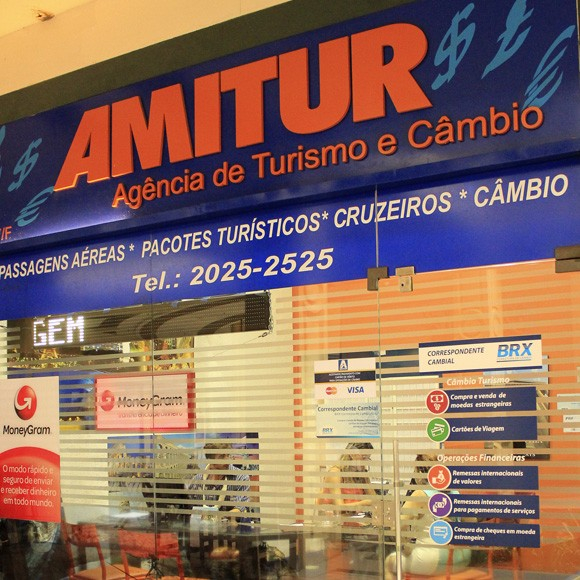 AMITUR
Agência de Turismo e Câmbio
PASSAGENS AÉREAS * PACOTES TURÍSTICOS* CRUZEIROS * CÂMBIO
Tel.: 2025-2525
GEM
MoneyGram
O modo rápido e
seguro de enviar
e receber dinheiro
em todo mundo.
MoneyGram
VISA
Correspondente Cambial
BRX
CORRESPONDENTE
CAMBIAL
BRX
Câmbio Turismo
Compra e venda de
moedas estrangeiras
Cartões de Viagem
Operações Financeiras
Remessas internacionais
de valores
Remessas internacionais
para pagamentos de serviços
Compra de cheques em moeda
estrangeira